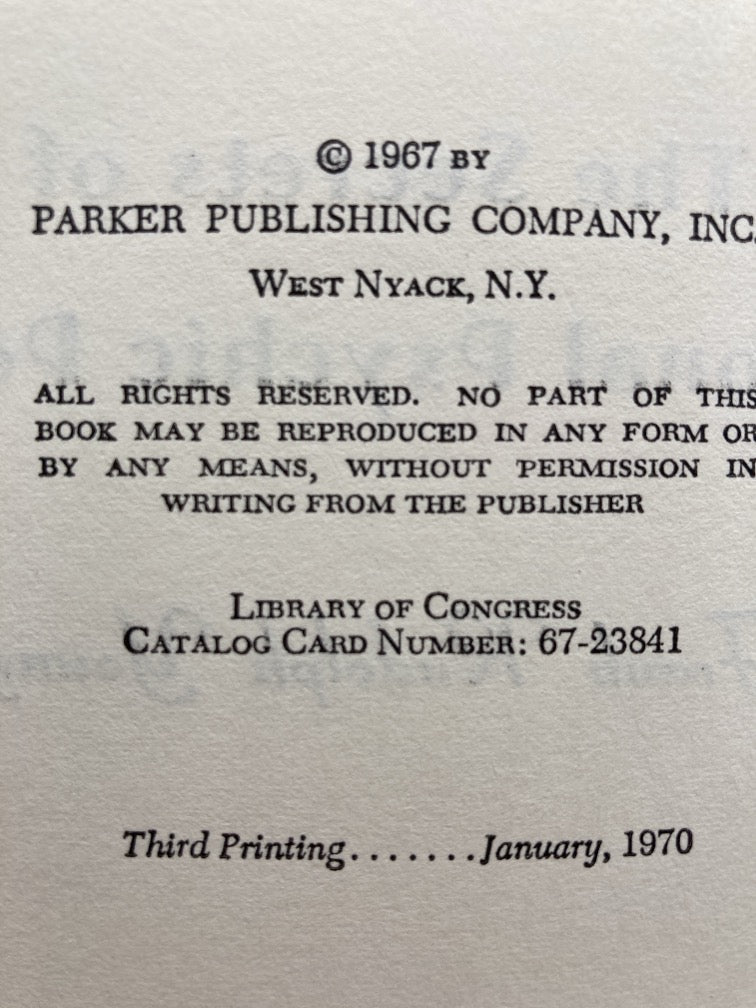 © 1967 BY
PARKER PUBLISHING COMPANY, INC.
WEST NYACK, N.Y.
ALL RIGHTS RESERVED. NO PART OF THIS
BOOK MAY BE REPRODUCED IN ANY FORM OR
BY ANY MEANS, WITHOUT PERMISSION IN
WRITING FROM THE PUBLISHER
LIBRARY OF CONGRESS
CATALOG CARD NUMBER: 67-23841
Third Printing.......January, 1970